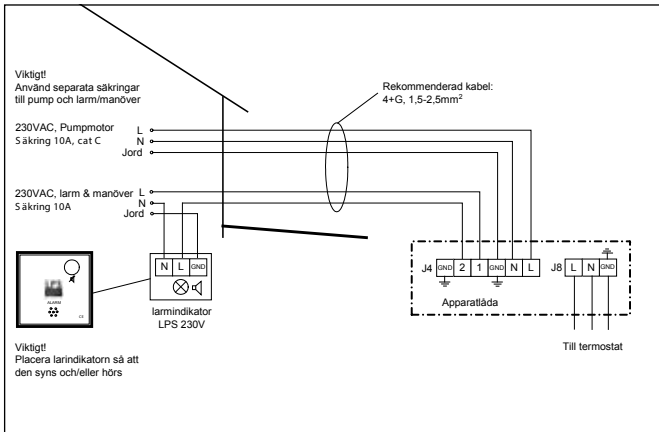 Viktigt!
Använd separata säkringar
till pump och larm/manöver
Rekommenderad kabel:
4+G, 1,5-2,5mm²
230VAC, Pumpmotor
Säkring 10A, cat C
L
N
Jord
230VAC, larm & manöver
Säkring 10A
L
N
Jord
N L GND
larmindikator
LPS 230V
ALARM
Viktigt!
Placera larindikatorn så att
den syns och/eller hörs
J4 GND 2 1 GND N L
J8 L N GND
Apparatlåda
Till termostat